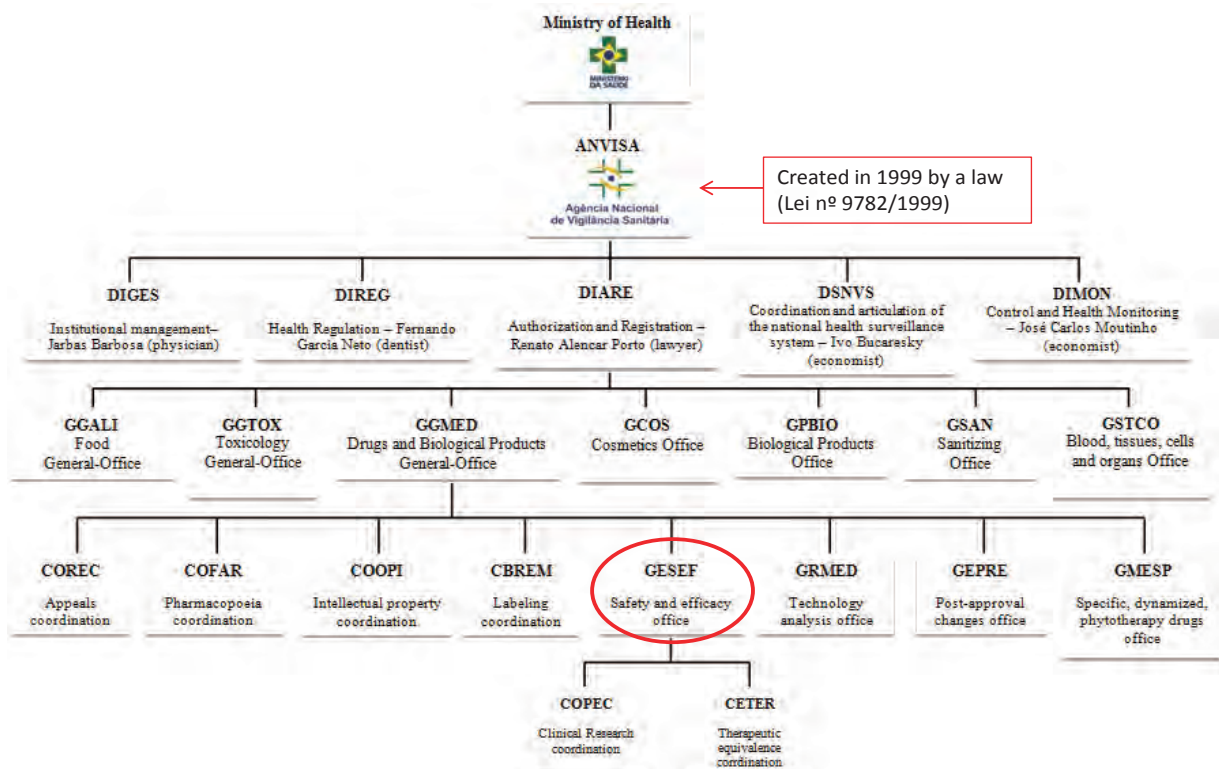 Ministry of Health
MINISTÉRIO
DA SAÚDE
ANVISA
Agência Nacional
de Vigilância Sanitária
Created in 1999 by a law
(Lei nº 9782/1999)
DIGES
Institutional management–
Jarbas Barbosa (physician)
DIREG
Health Regulation – Fernando
Garcia Neto (dentist)
DIARE
Authorization and Registration –
Renato Alencar Porto (lawyer)
DSNVS
Coordination and articulation of
the national health surveillance
system – Ivo Bucaresky
(economist)
DIMON
Control and Health Monitoring
– José Carlos Moutinho
(economist)
GGALI
Food
General-Office
GGTOX
Toxicology
General-Office
GGMED
Drugs and Biological Products
General-Office
GCOS
Cosmetics Office
GPBIO
Biological Products
Office
GSAN
Sanitizing
Office
GSTCO
Blood, tissues, cells
and organs Office
COREC
Appeals
coordination
COFAR
Pharmacopoeia
coordination
COOPI
Intellectual property
coordination
CBREM
Labeling
coordination
GESEF
Safety and efficacy
office
GRMED
Technology
analysis office
GEPRE
Post-approval
changes office
GMESP
Specific, dynamized,
phytotherapy drugs
office
COPEC
Clinical Research
coordination
CETER
Therapeutic
equivalence
corrdination